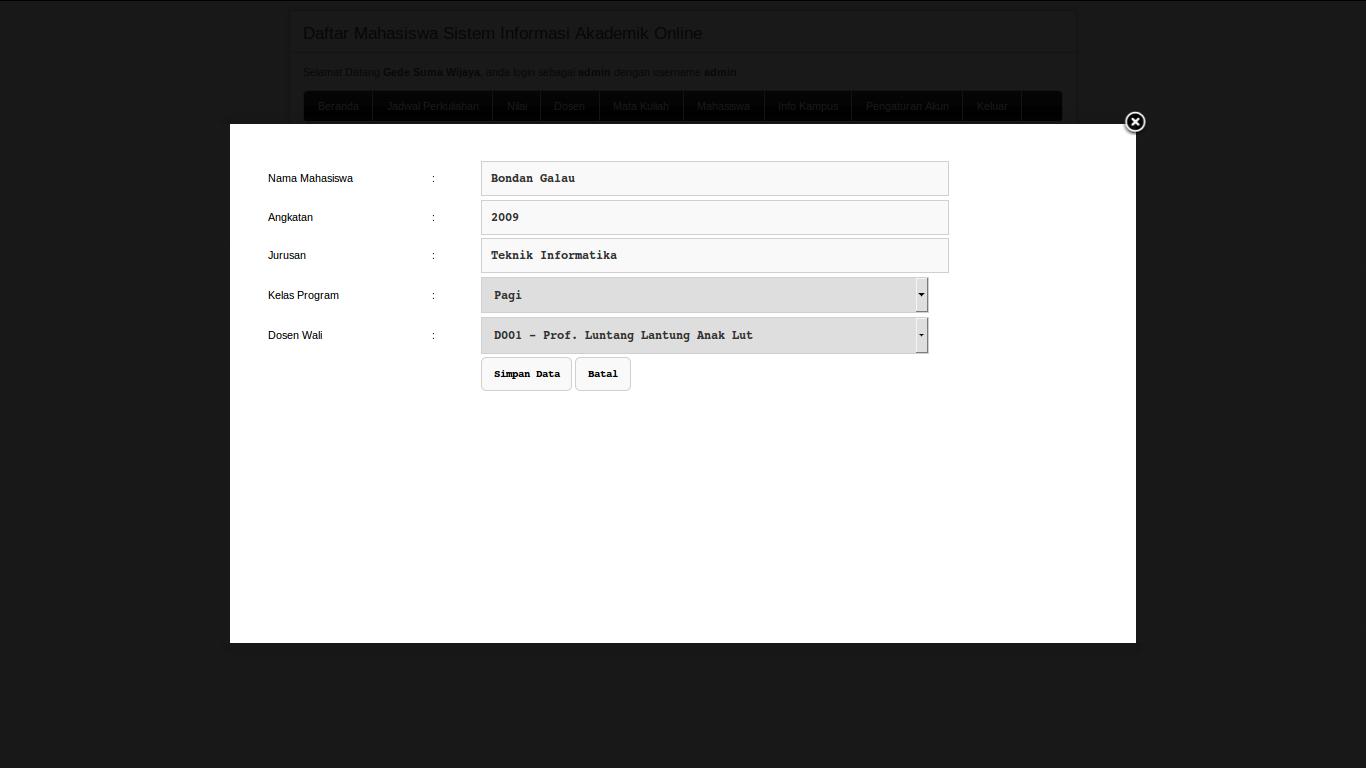 Daftar Mahasiswa Sistem Informasi Akademik Online
Selamat Datang Gede Suma Wijaya, anda login sebagai admin dengan username admin
Beranda Jadwal Perkuliahan Nilai Dosen Mata Kuliah Mahasiswa Info Kampus Pengaturan Akun Keluar
Nama Mahasiswa : Bondan Galau
Angkatan : 2009
Jurusan : Teknik Informatika
Kelas Program : Pagi
Dosen Wali : D001 - Prof. Luntang Lantung Anak Lut
Simpan Data Batal